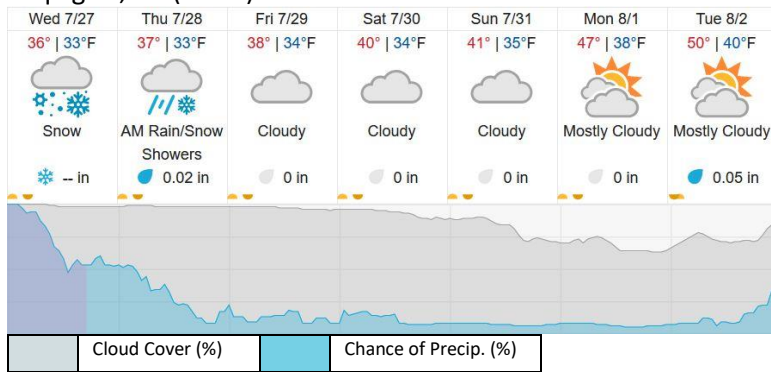 Wed 7/27 Thu 7/28 Fri 7/29 Sat 7/30 Sun 7/31 Mon 8/1 Tue 8/2
36° | 33°F 37° | 33°F 38° | 34°F 40° | 34°F 41° | 35°F 47° | 38°F 50° | 40°F
Snow AM Rain/Snow Cloudy Cloudy Cloudy Mostly Cloudy Mostly Cloudy
Showers
-- in 0.02 in 0 in 0 in 0 in 0 in 0.05 in
Cloud Cover (%) Chance of Precip. (%)